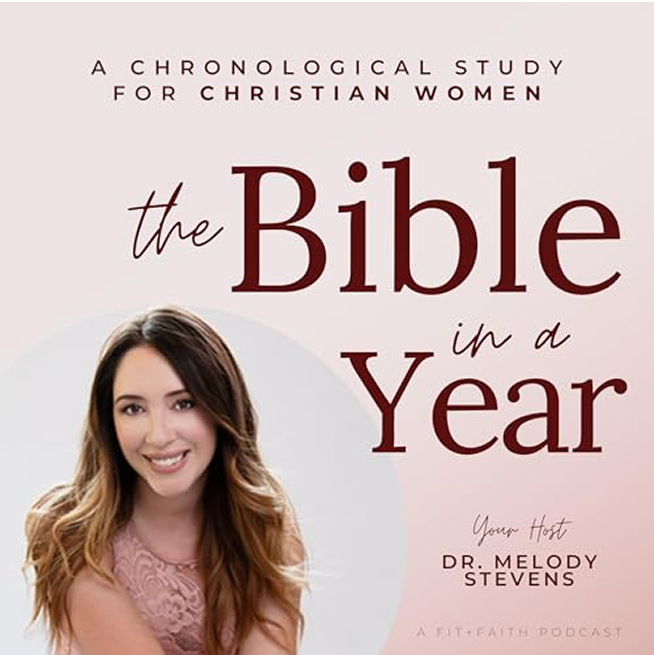 A CHRONOLOGICAL STUDY
FOR CHRISTIAN WOMEN
the Bible
in a
Year
Your Host
DR. MELODY
STEVENS
A FIT+FAITH PODCAST